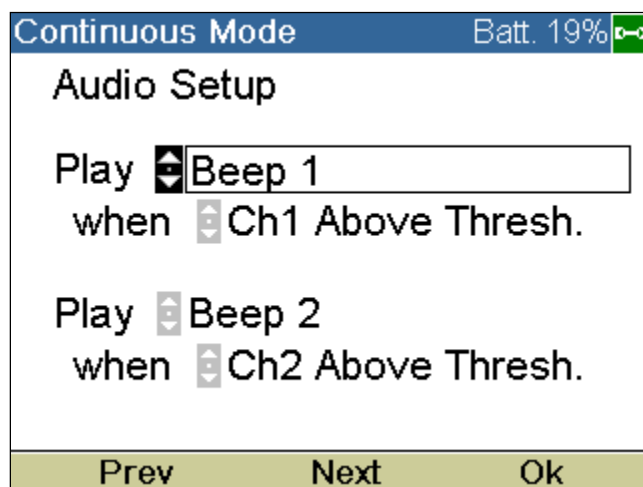 Continuous Mode Batt. 19%
Audio Setup
Play Beep 1
when Ch1 Above Thresh.
Play Beep 2
when Ch2 Above Thresh.
Prev Next Ok